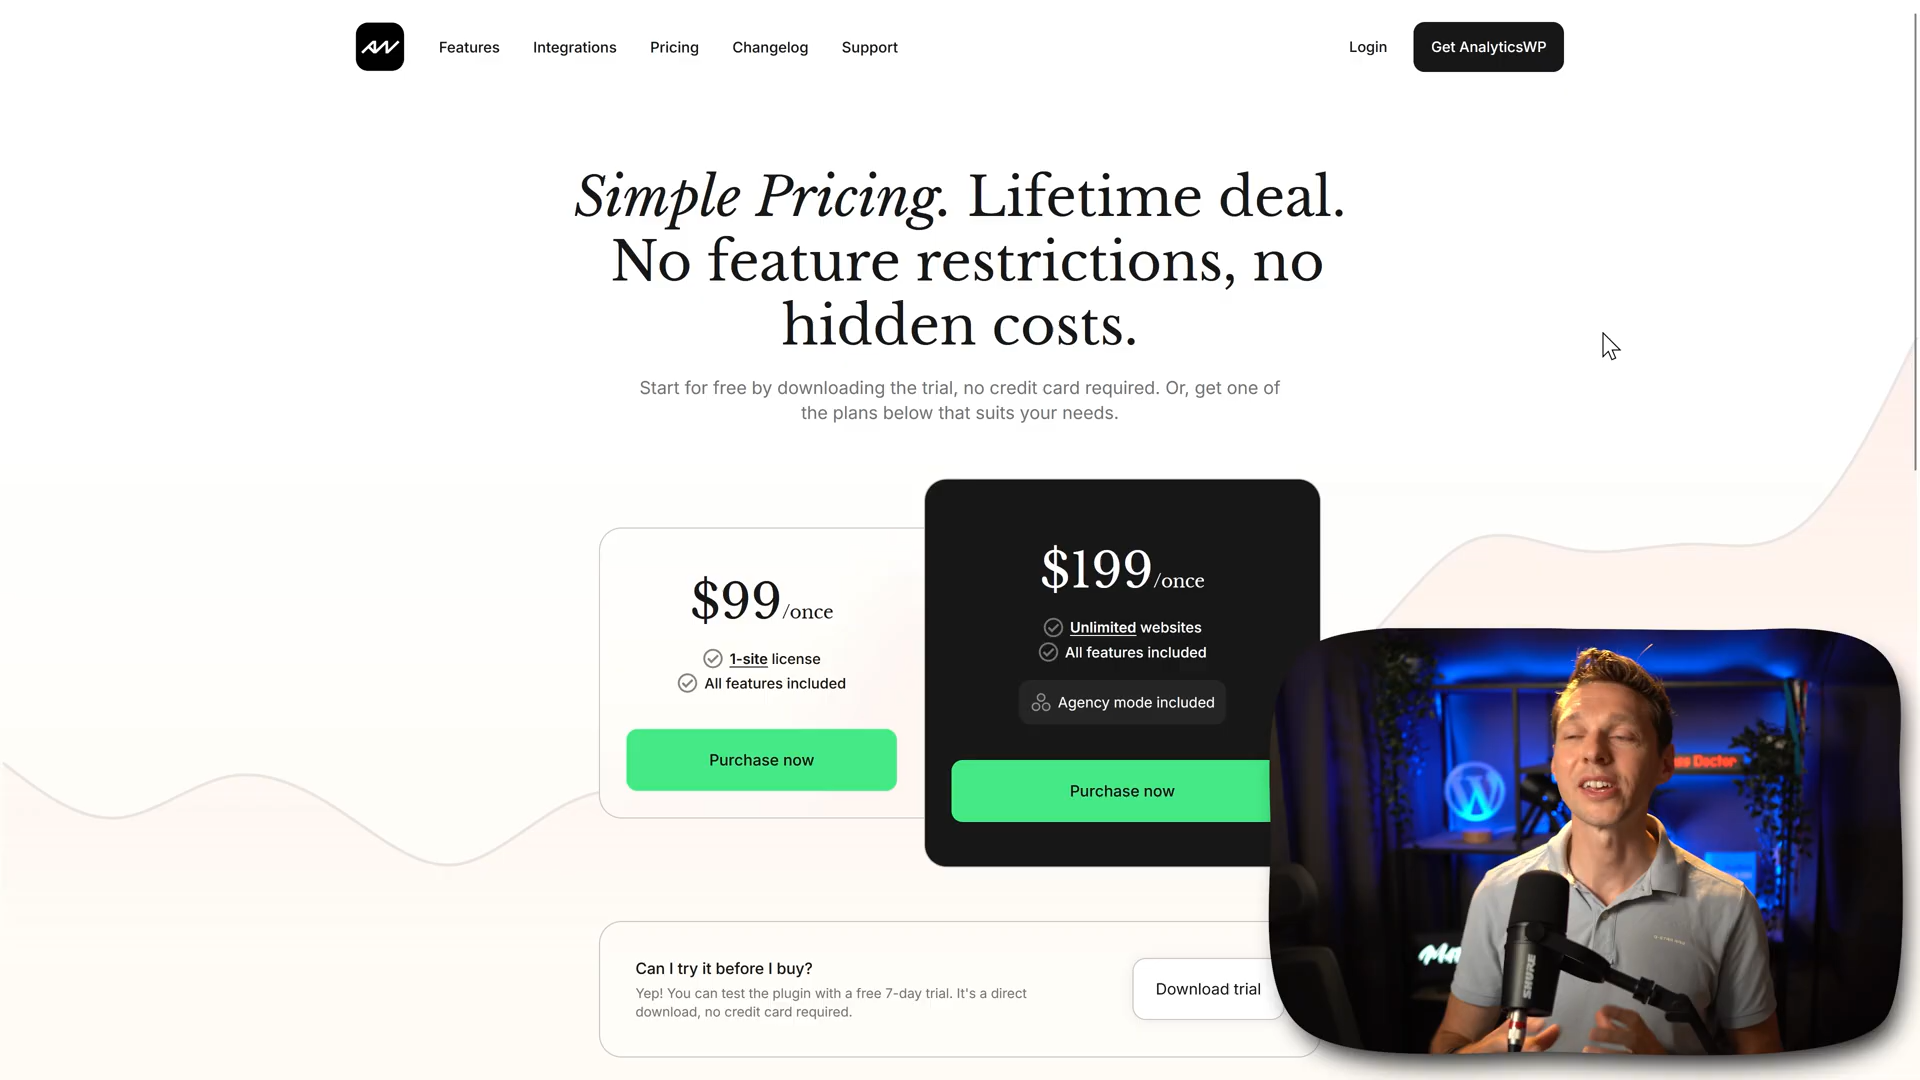 AW
Features
Integrations
Pricing
Changelog
Support
Login
Get AnalyticsWP
Simple Pricing. Lifetime deal.
No feature restrictions, no
hidden costs.
Start for free by downloading the trial, no credit card required. Or, get one of
the plans below that suits your needs.
$99/once
1-site license
All features included
Purchase now
$199/once
Unlimited websites
All features included
Agency mode included
Purchase now
Can I try it before I buy?
Yep! You can test the plugin with a free 7-day trial. It's a direct
download, no credit card required.
Download trial
Doctor
SHURE